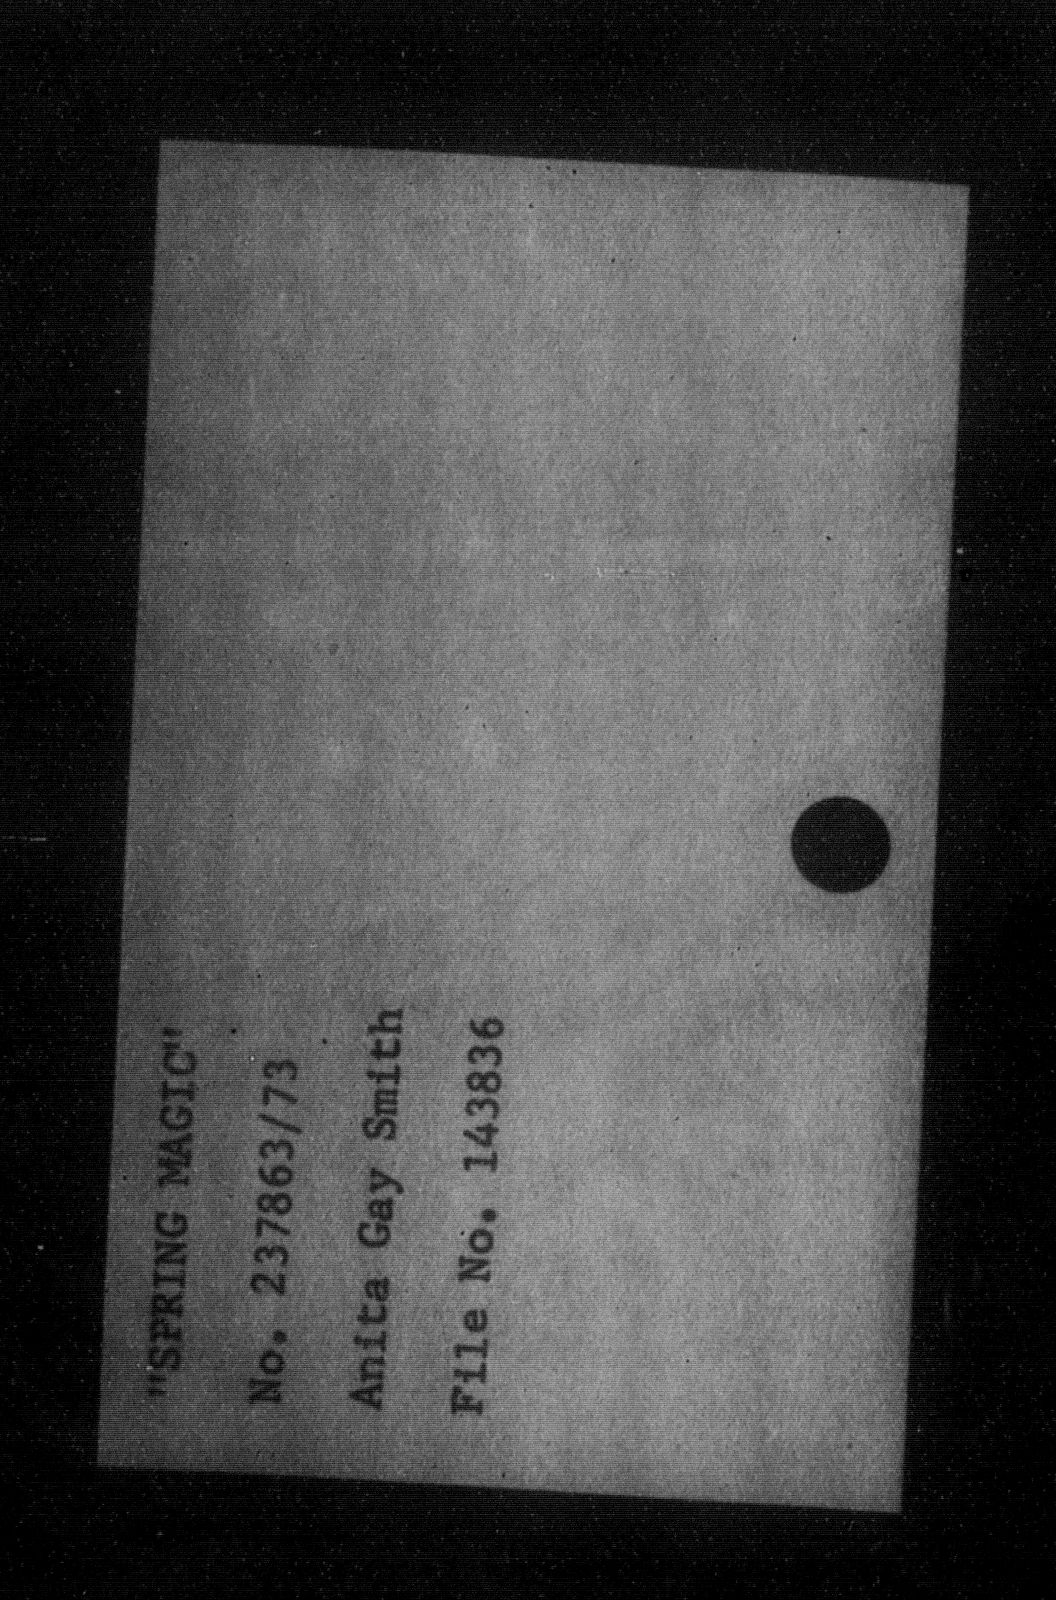 "SPRING MAGIC"
No. 237863/73
Anita Gay Smith
File No. 143836